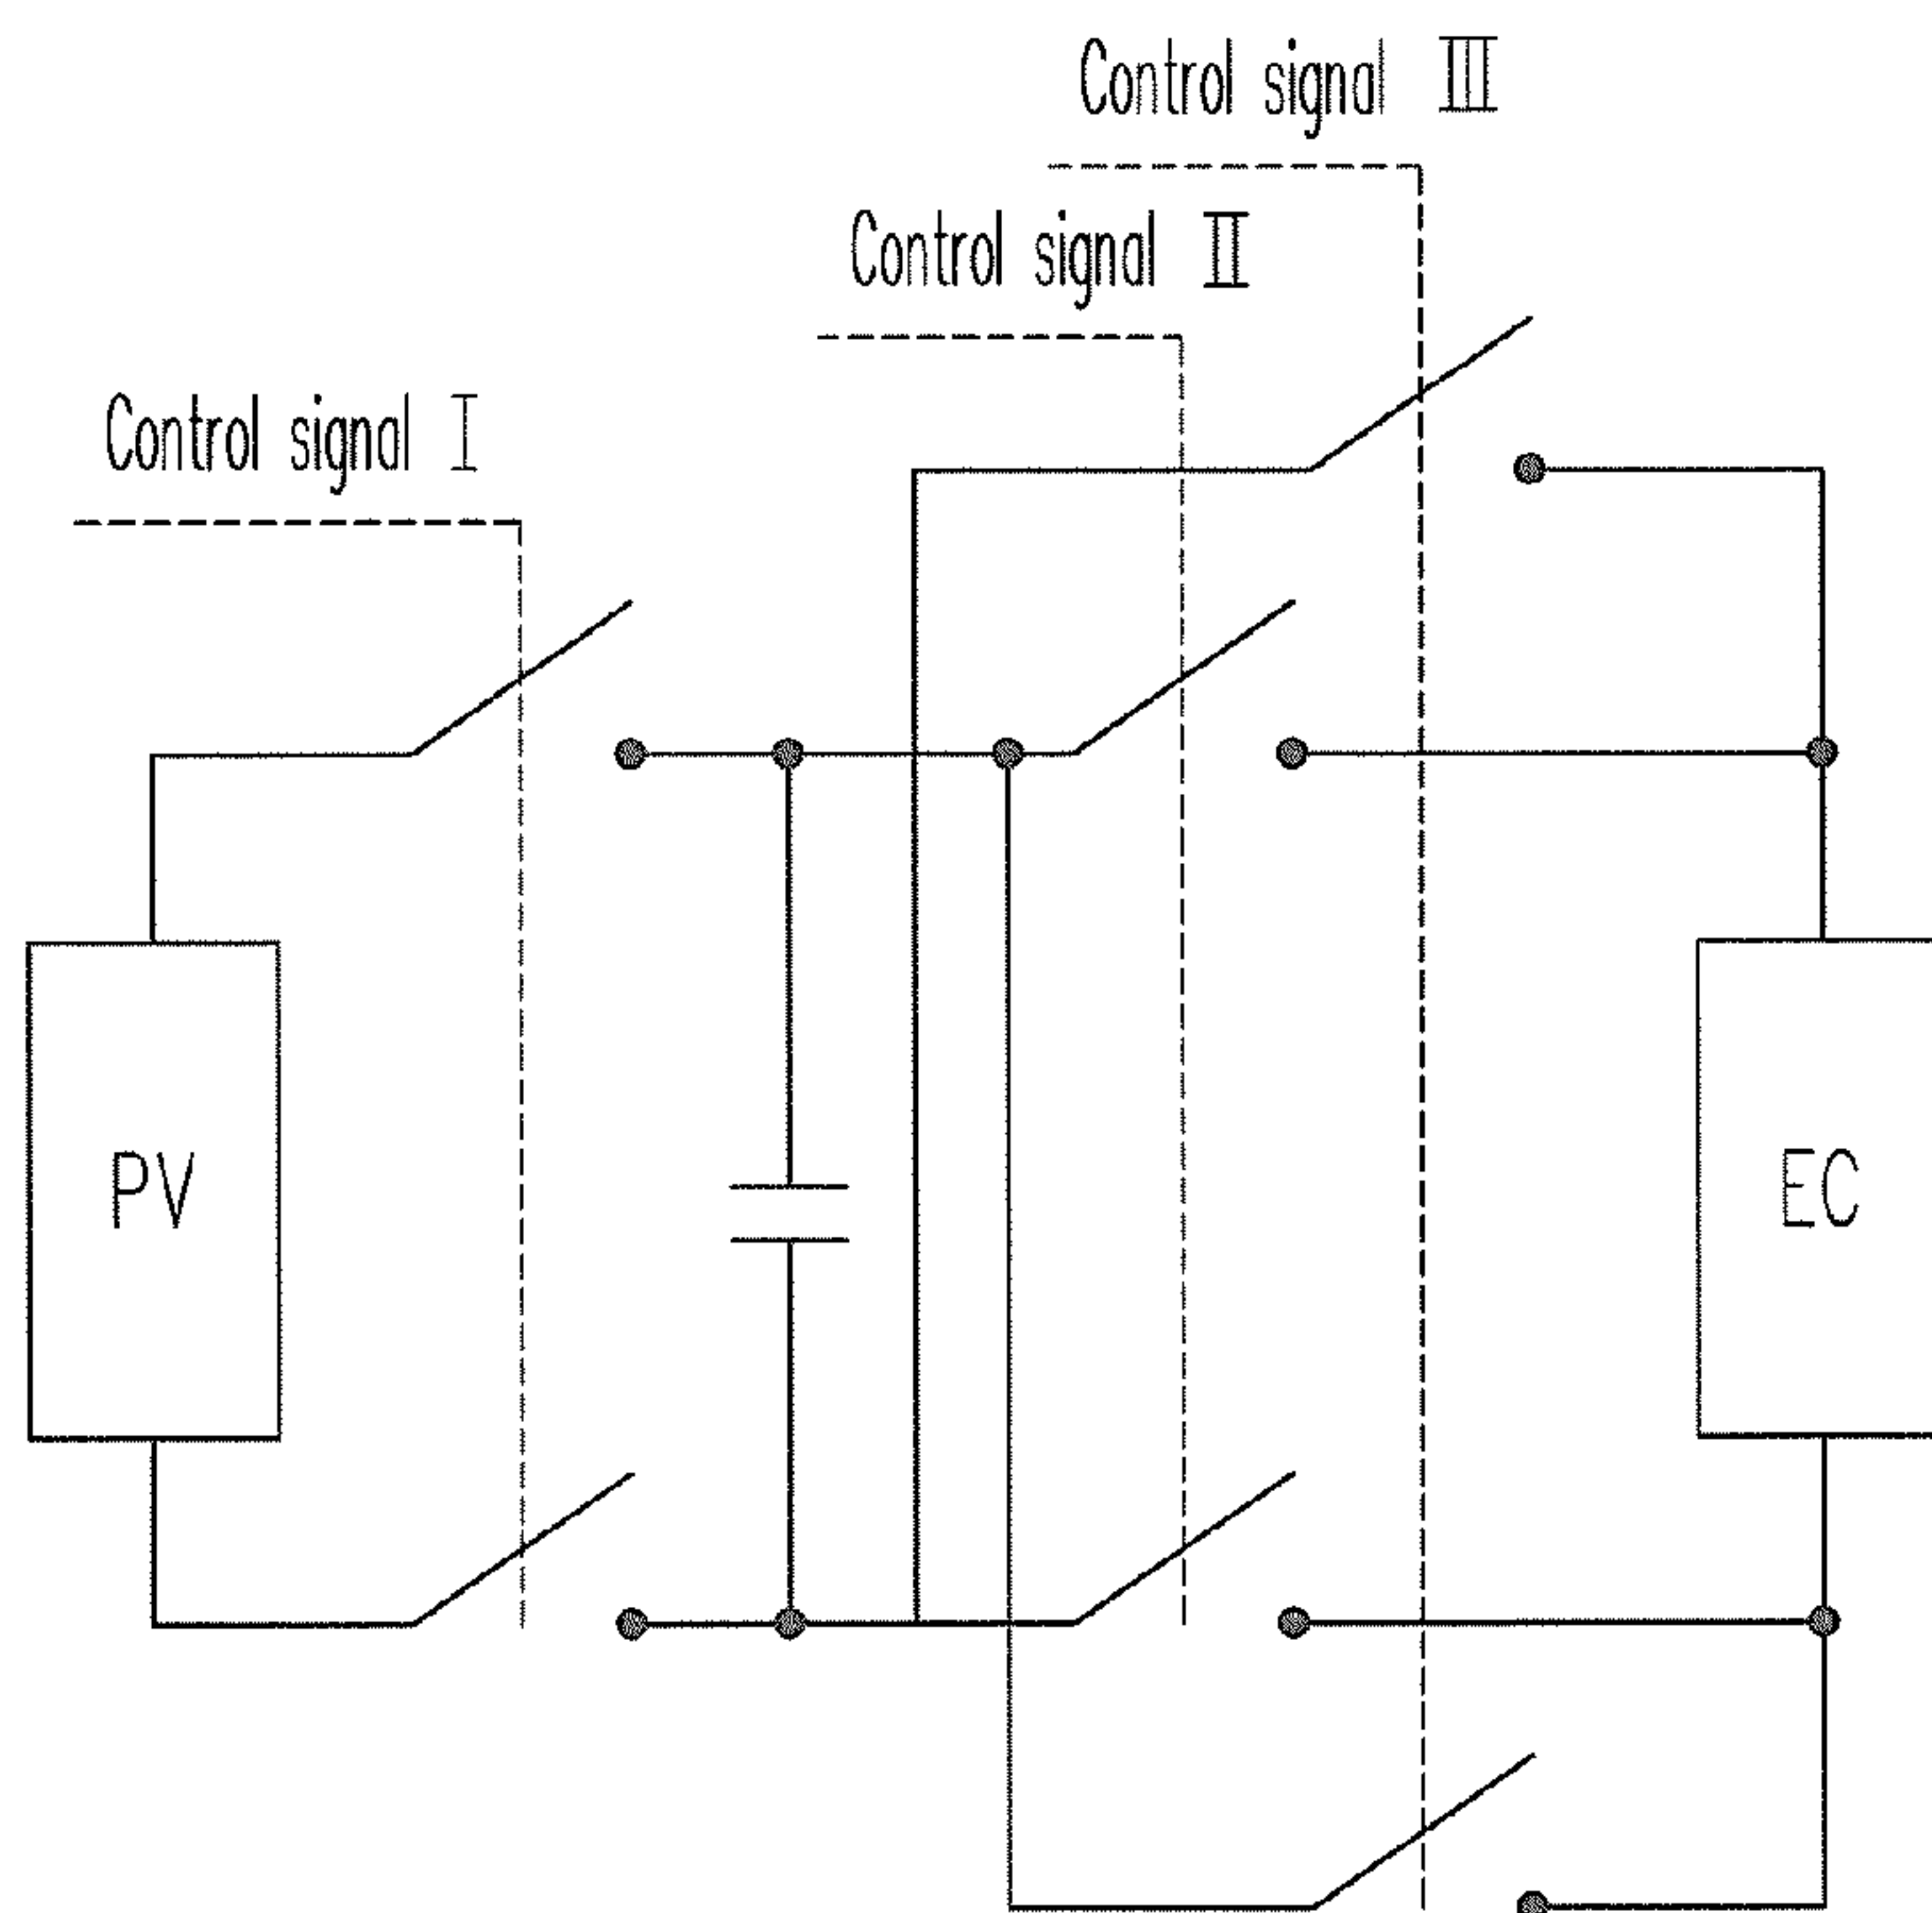 Control signal III
Control signal II
Control signal I
PV
EC